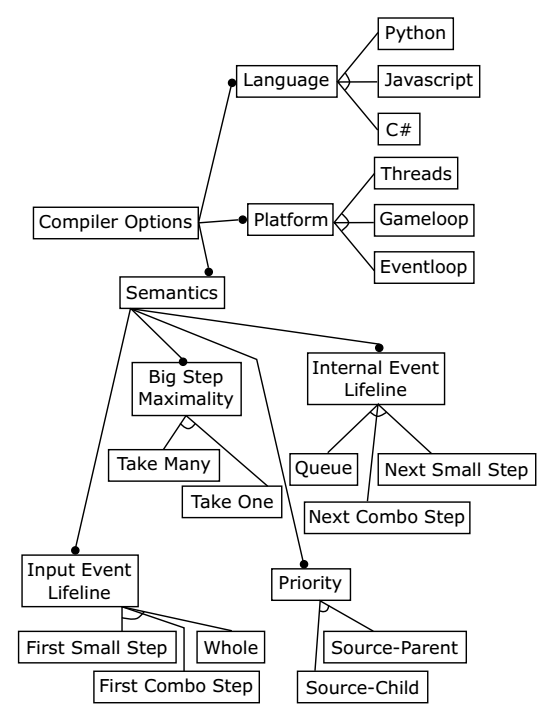 Python
Language
Javascript
C#
Threads
Compiler Options
Platform
Gameloop
Eventloop
Semantics
Big Step
Maximality
Internal Event
Lifeline
Take Many
Queue
Next Small Step
Take One
Next Combo Step
Input Event
Lifeline
Priority
First Small Step
Whole
Source-Parent
First Combo Step
Source-Child